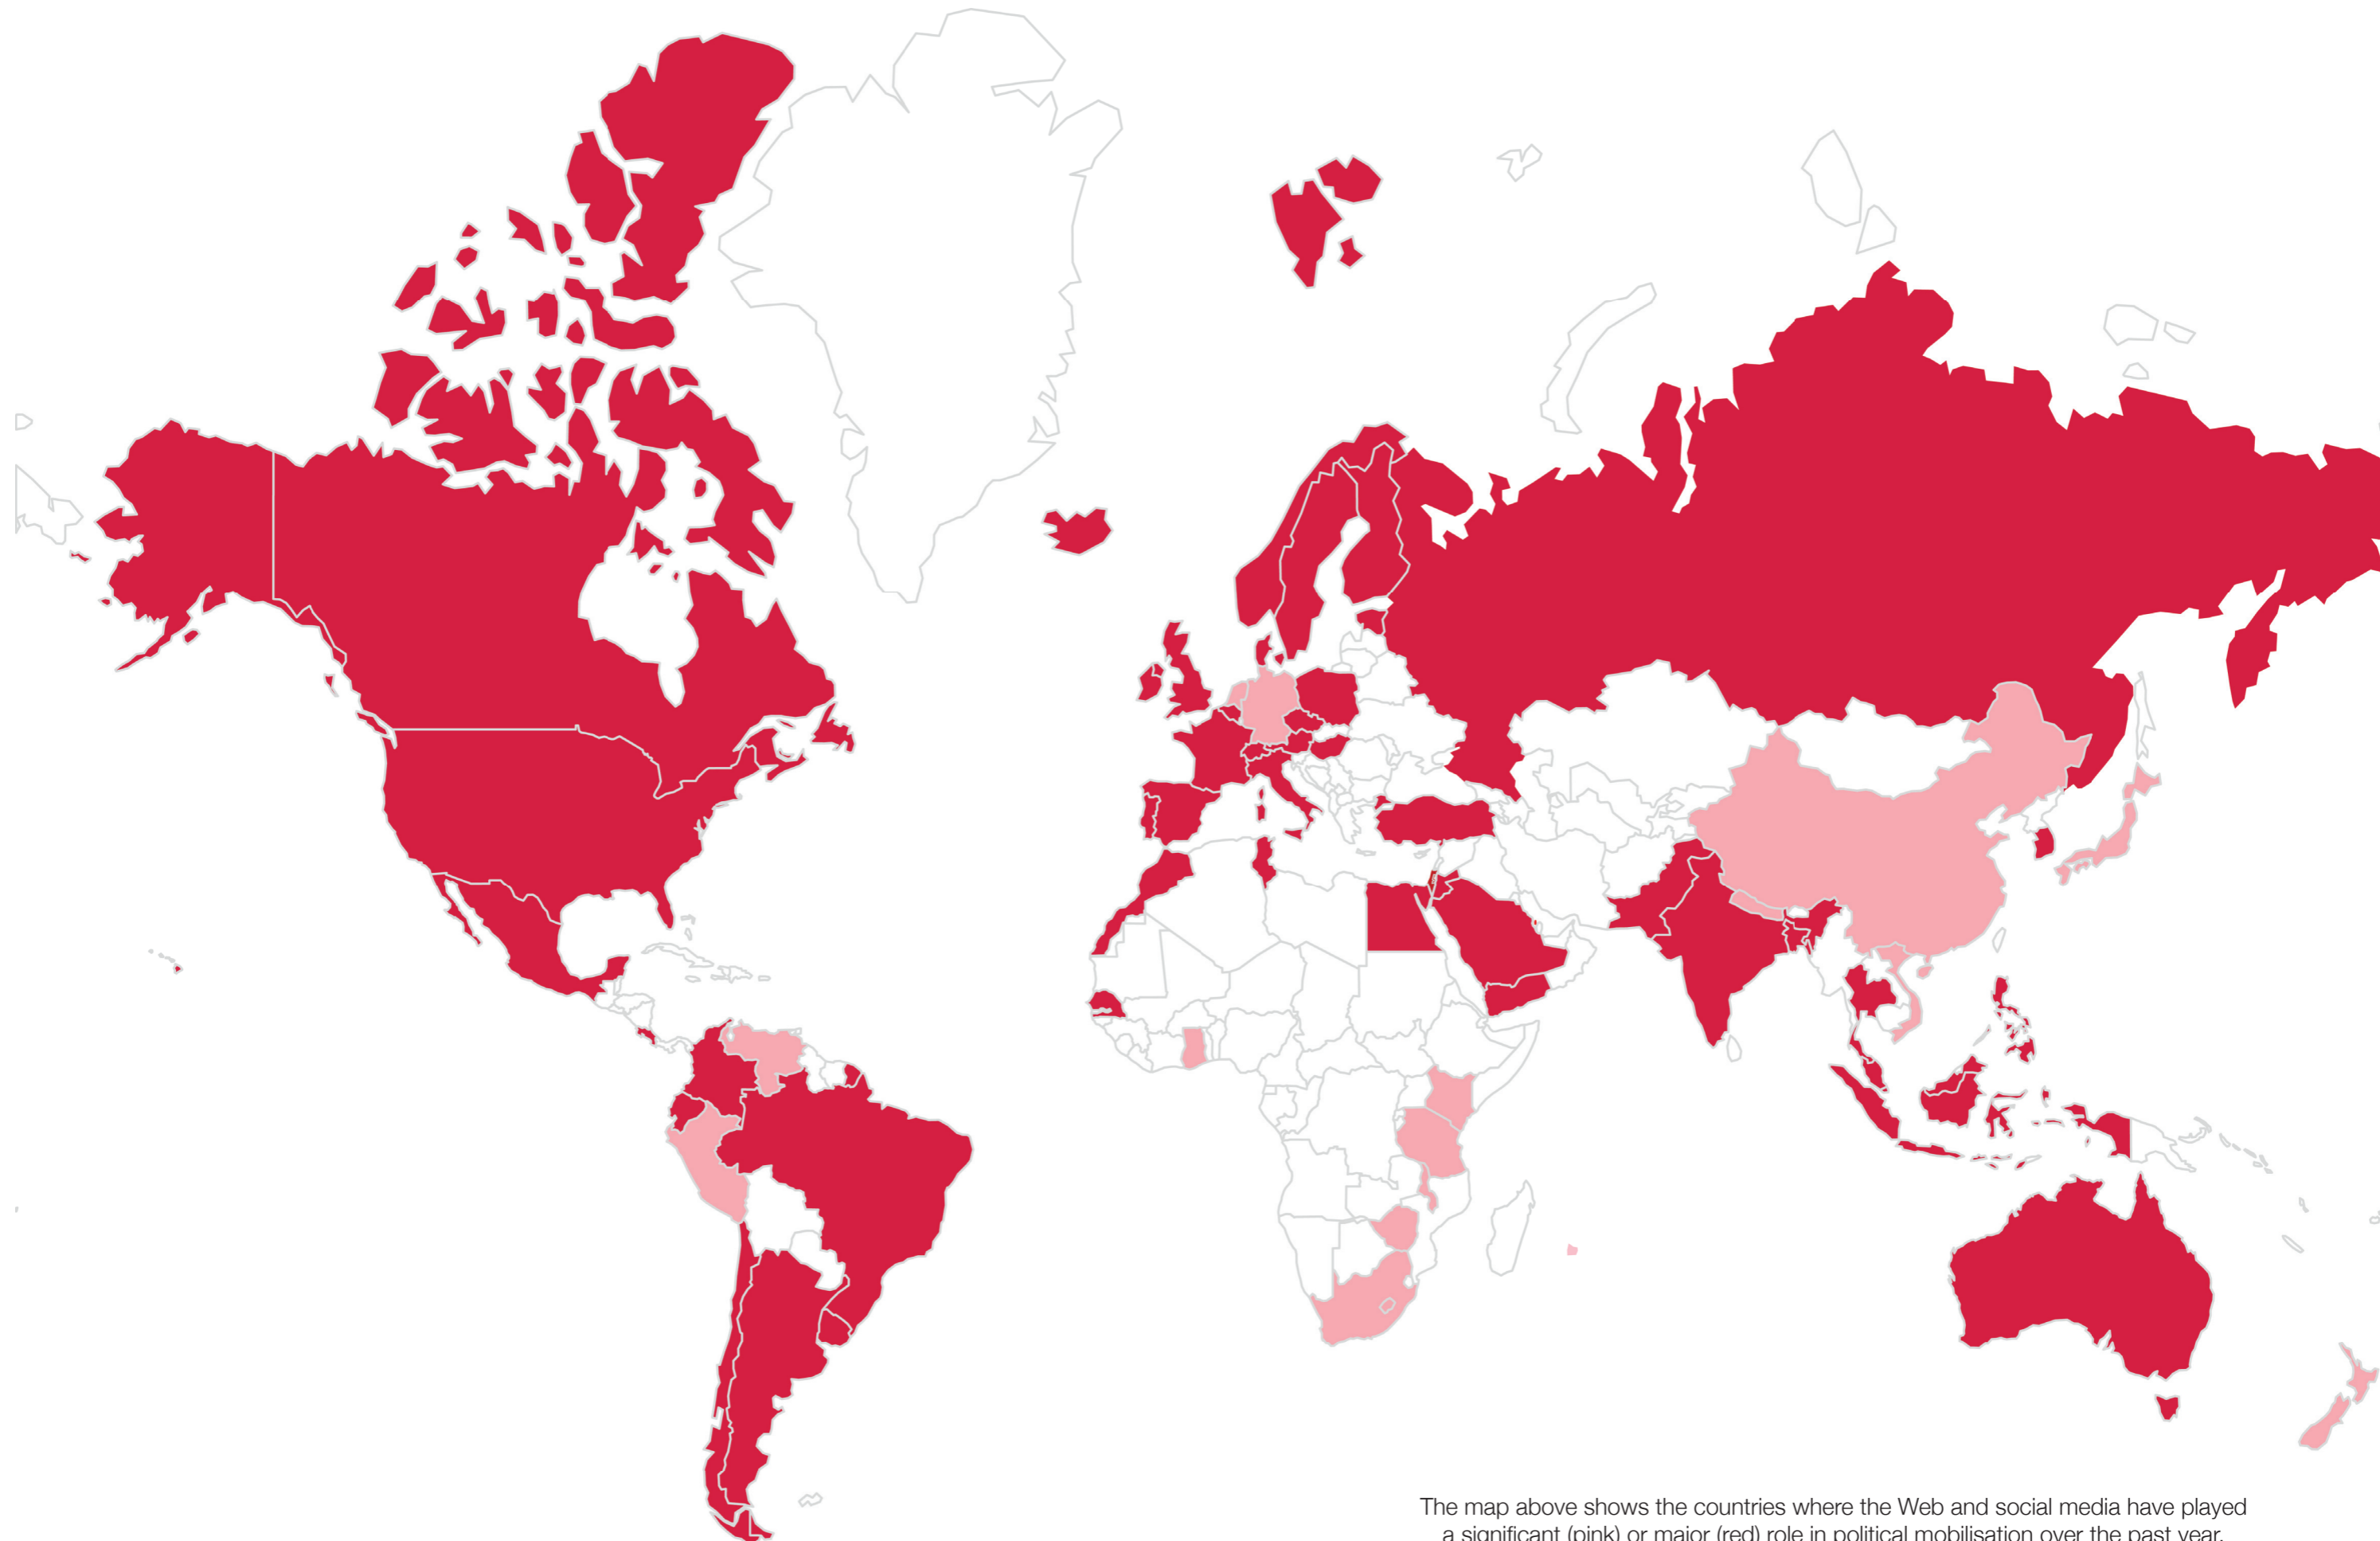 The map above shows the countries where the Web and social media have played
a significant (pink) or major (red) role in political mobilisation over the past year.